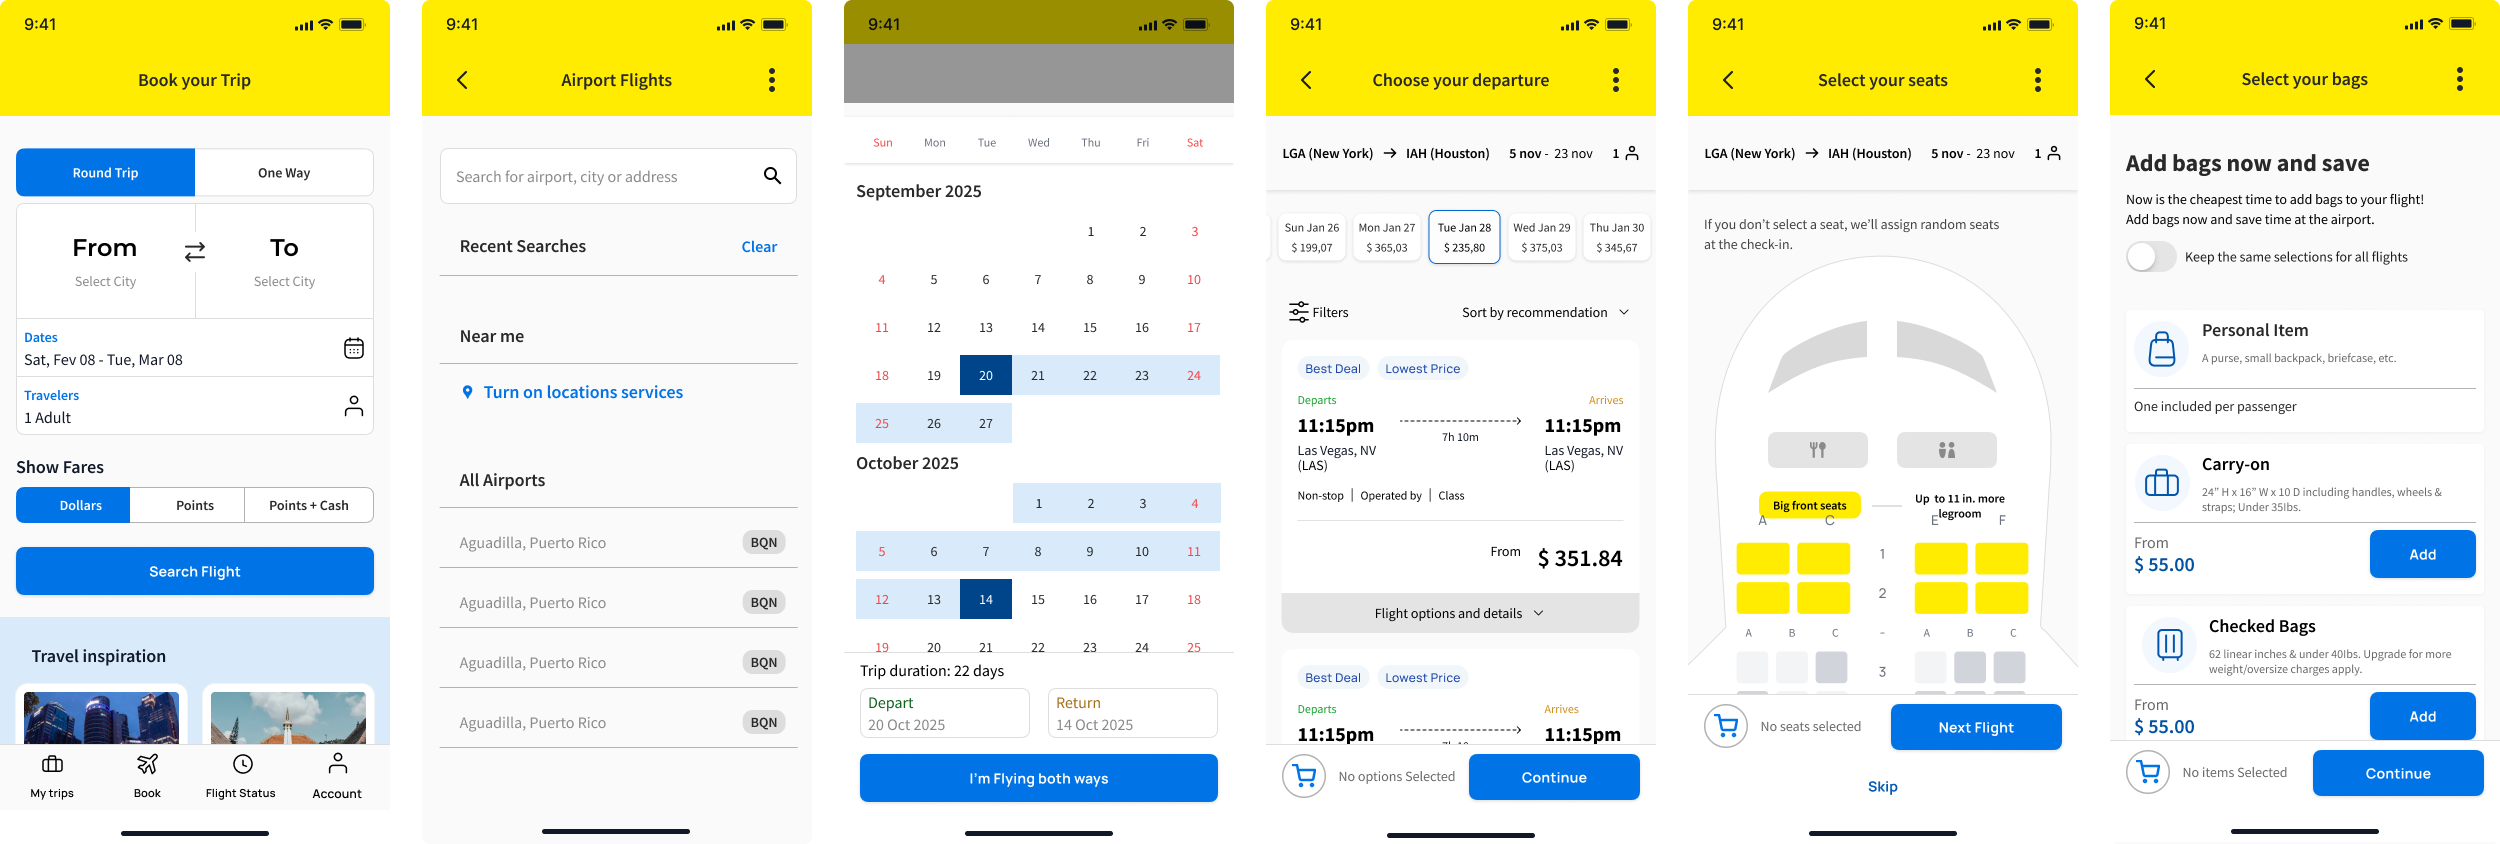 9:41
Book your Trip
Round Trip
One Way
From
To
Select City
Select City
Dates
Sat, Fev 08 - Tue, Mar 08
Travelers
1 Adult
Show Fares
Dollars
Points
Points + Cash
Search Flight
Travel inspiration
My trips
Book
Flight Status
Account
9:41
Airport Flights
Search for airport, city or address
Recent Searches
Clear
Near me
Turn on locations services
All Airports
Aguadilla, Puerto Rico
BQN
Aguadilla, Puerto Rico
BQN
Aguadilla, Puerto Rico
BQN
Aguadilla, Puerto Rico
BQN
9:41
Sun Mon Tue Wed Thu Fri Sat
September 2025
1 2 3
4 5 6 7 8 9 10
11 12 13 14 15 16 17
18 19 20 21 22 23 24
25 26 27
October 2025
1 2 3 4
5 6 7 8 9 10 11
12 13 14 15 16 17 18
19 20 21 22 23 24 25
Trip duration: 22 days
Depart
20 Oct 2025
Return
14 Oct 2025
I'm Flying both ways
9:41
Choose your departure
LGA (New York) → IAH (Houston) 5 nov - 23 nov 1
Sun Jan 26
$ 199,07
Mon Jan 27
$ 365,03
Tue Jan 28
$ 235,80
Wed Jan 29
$ 375,03
Thu Jan 30
$ 345,67
Filters
Sort by recommendation
Best Deal
Lowest Price
Departs
Arrives
11:15pm
7h 10m
11:15pm
Las Vegas, NV
(LAS)
Las Vegas, NV
(LAS)
Non-stop | Operated by | Class
From $ 351.84
Flight options and details
Best Deal
Lowest Price
Departs
Arrives
11:15pm
11:15pm
No options Selected
Continue
9:41
Select your seats
LGA (New York) → IAH (Houston) 5 nov - 23 nov 1
If you don't select a seat, we'll assign random seats
at the check-in.
Big front seats
Up to 11 in. more
legroom
A C E F
1
2
A B C - A B C
3
No seats selected
Next Flight
Skip
9:41
Select your bags
Add bags now and save
Now is the cheapest time to add bags to your flight!
Add bags now and save time at the airport.
Keep the same selections for all flights
Personal Item
A purse, small backpack, briefcase, etc.
One included per passenger
Carry-on
24” H x 16” W x 10 D including handles, wheels &
straps; Under 35lbs.
From
$ 55.00
Add
Checked Bags
62 linear inches & under 40lbs. Upgrade for more
weight/oversize charges apply.
From
$ 55.00
Add
No items Selected
Continue